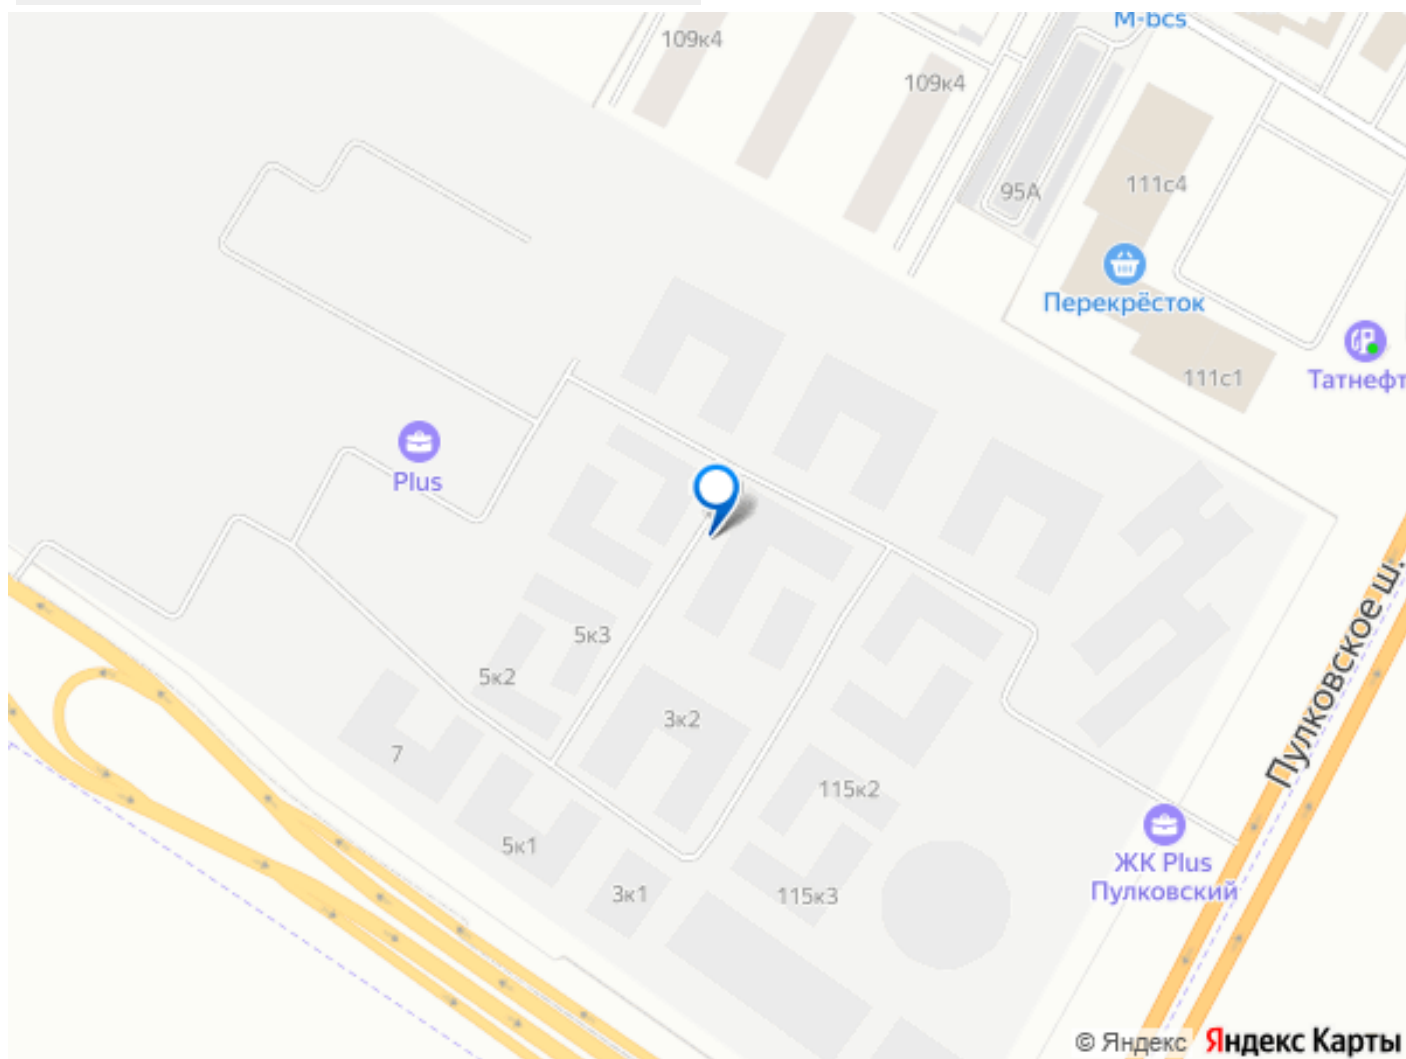 M-bcs
109к4
109к4
95А
111с4
Перекрёсток
111с1
Татнефт
Plus
5к3
5к2
3к2
7
5к1
3к1
115к2
115к3
Пулковское ш.
ЖК Plus
Пулковский
© Яндекс Яндекс Карты